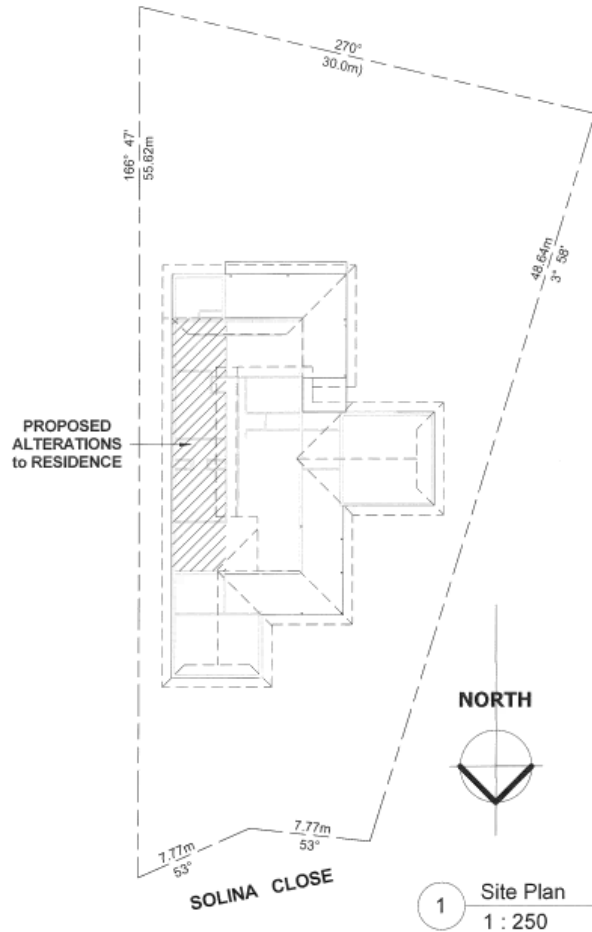 270°
30.0m)
166° 47'
55.62m
48.64m
3° 58'
PROPOSED
ALTERATIONS
to RESIDENCE
NORTH
7.77m
53°
7.77m
53°
SOLINA CLOSE
1
Site Plan
1 : 250